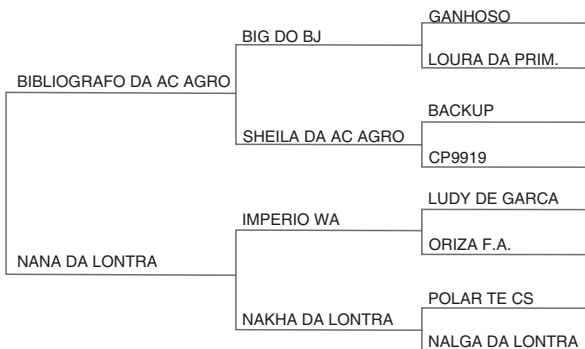 GANHOSO
BIG DO BJ
LOURA DA PRIM.
BIBLIOGRAFO DA AC AGRO
BACKUP
SHEILA DA AC AGRO
CP9919
LUDY DE GARCA
IMPERIO WA
ORIZA F.A.
NANA DA LONTRA
POLAR TE CS
NAKHA DA LONTRA
NALGA DA LONTRA